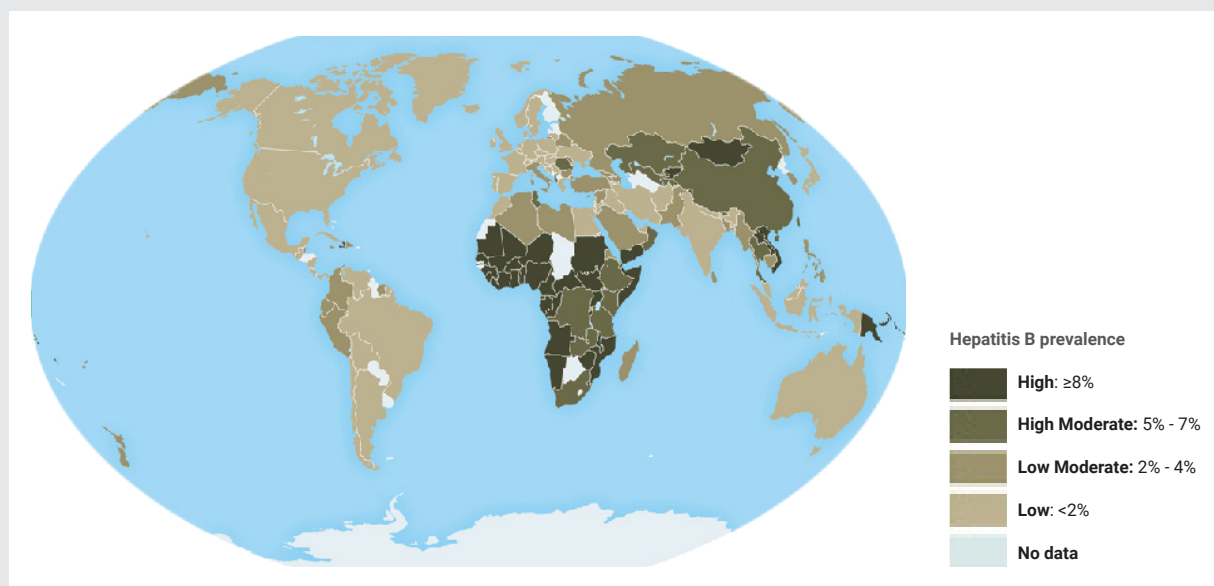 Hepatitis B prevalence
High: ≥8%
High Moderate: 5% - 7%
Low Moderate: 2% - 4%
Low: <2%
No data